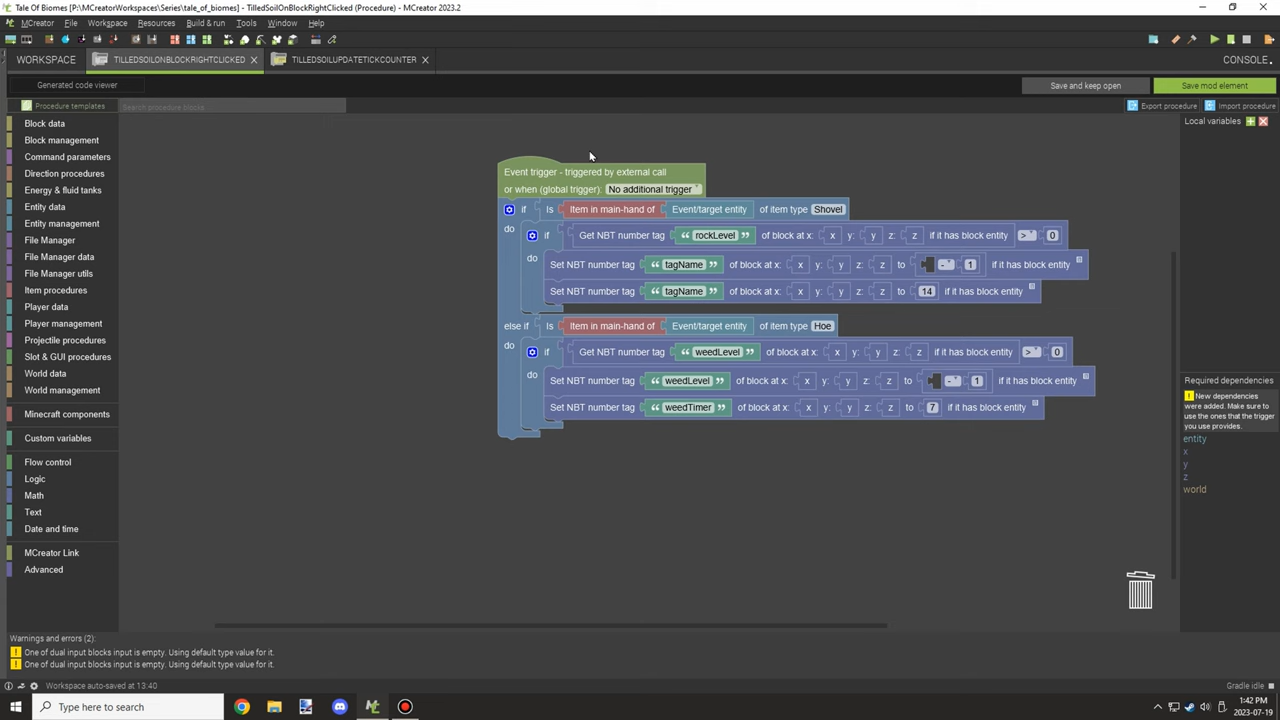 Tale Of Biomes [P:\MCreatorWorkspaces\Series\tale_of_biomes] - TilledSoilOnBlockRightClicked (Procedure) - MCreator 2023.2
MCreator File Workspace Resources Build & run Tools Window Help
WORKSPACE TILLEDSOILONBLOCKRIGHTCLICKED TILLEDSOILUPDATETICKCOUNTER CONSOLE
Generated code viewer Save and keep open Save mod element
Procedure templates Search procedure blocks... Export procedure Import procedure
Local variables
Block data
Block management
Command parameters
Direction procedures
Energy & fluid tanks
Entity data
Entity management
File Manager
File Manager data
File Manager utils
Item procedures
Player data
Player management
Projectile procedures
Slot & GUI procedures
World data
World management
Minecraft components
Custom variables
Flow control
Logic
Math
Text
Date and time
MCreator Link
Advanced
Event trigger - triggered by external call
or when (global trigger): No additional trigger
if Is Item in main-hand of Event/target entity of item type Shovel
do if Get NBT number tag “ rockLevel ” of block at x: x y: y z: z if it has block entity > 0
do Set NBT number tag “ tagName ” of block at x: x y: y z: z to - 1 if it has block entity
Set NBT number tag “ tagName ” of block at x: x y: y z: z to 14 if it has block entity
else if Is Item in main-hand of Event/target entity of item type Hoe
do if Get NBT number tag “ weedLevel ” of block at x: x y: y z: z if it has block entity > 0
do Set NBT number tag “ weedLevel ” of block at x: x y: y z: z to - 1 if it has block entity
Set NBT number tag “ weedTimer ” of block at x: x y: y z: z to 7 if it has block entity
Required dependencies
New dependencies
were added. Make sure to
use the ones that the trigger
you use provides.
entity
x
y
z
world
Warnings and errors (2):
One of dual input blocks input is empty. Using default type value for it.
One of dual input blocks input is empty. Using default type value for it.
Workspace auto-saved at 13:40 Gradle idle
Type here to search
1:42 PM
2023-07-19